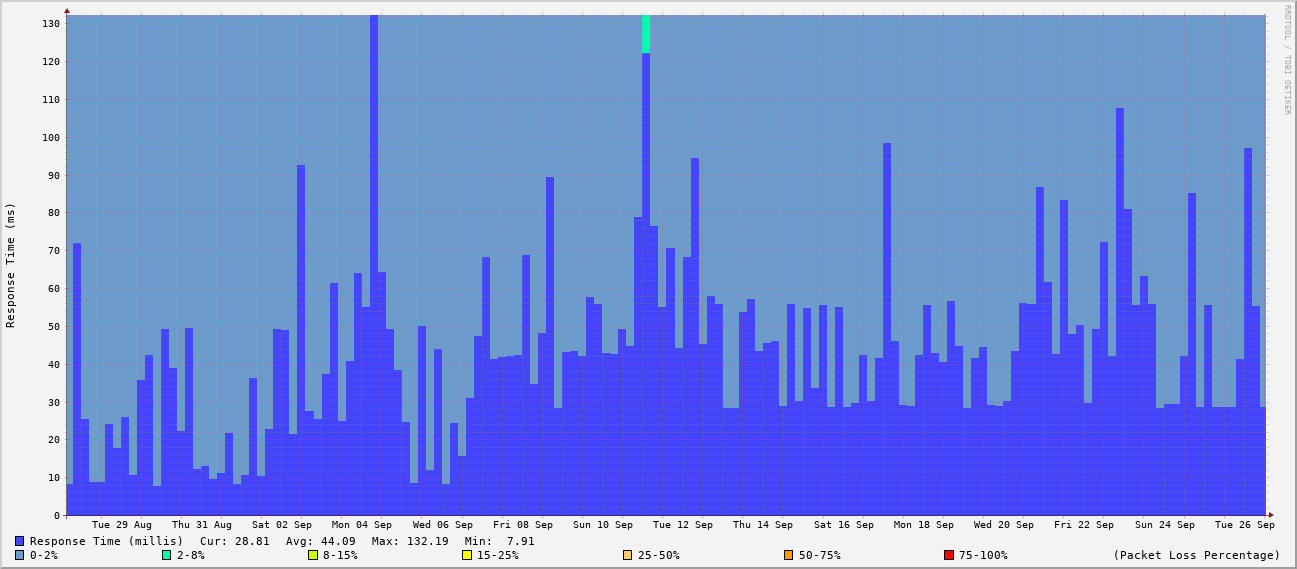 RRDTOOL / TOBI OETIKER
Response Time (ms)
130
120
110
100
90
80
70
60
50
40
30
20
10
0
Tue 29 Aug Thu 31 Aug Sat 02 Sep Mon 04 Sep Wed 06 Sep Fri 08 Sep Sun 10 Sep Tue 12 Sep Thu 14 Sep Sat 16 Sep Mon 18 Sep Wed 20 Sep Fri 22 Sep Sun 24 Sep Tue 26 Sep
Response Time (millis) Cur: 28.81 Avg: 44.09 Max: 132.19 Min: 7.91
0-2% 2-8% 8-15% 15-25% 25-50% 50-75% 75-100% (Packet Loss Percentage)